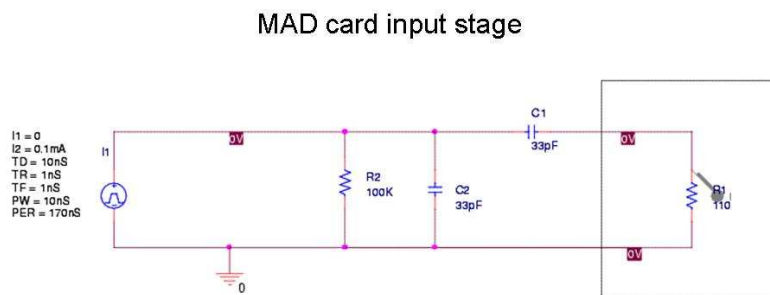 MAD card input stage
I1 = 0
I2 = 0.1mA
TD = 10nS
TR = 1nS
TF = 1nS
PW = 10nS
PER = 170nS
I1
0V
R2
100K
C2
33pF
C1
33pF
0V
R1
110
I
0V
0